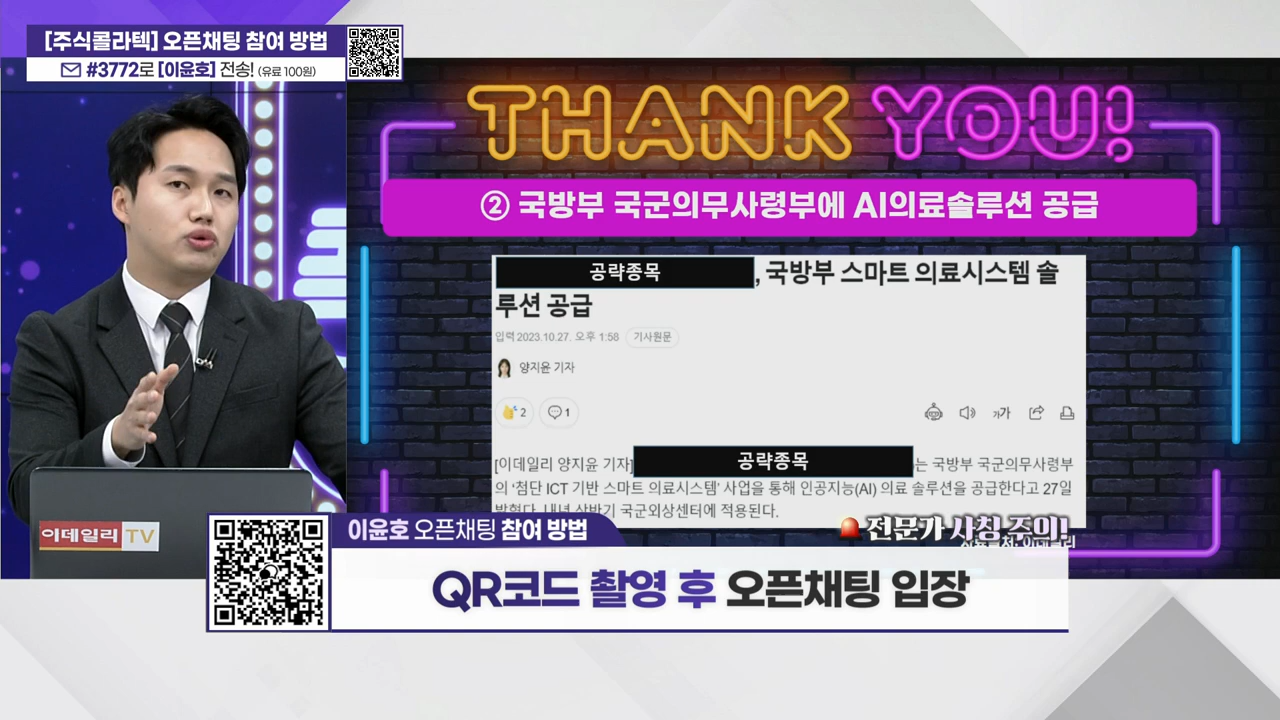 [주식콜라텍] 오픈채팅 참여 방법
#3772로 [이윤호] 전송! (유료 100원)
THANK YOU!
② 국방부 국군의무사령부에 AI의료솔루션 공급
공략종목, 국방부 스마트 의료시스템 솔
루션 공급
입력 2023.10.27. 오후 1:58 기사원문
양지윤 기자
2 1
가가
[이데일리 양지윤 기자] 공략종목는 국방부 국군의무사령부
의 '첨단 ICT 기반 스마트 의료시스템' 사업을 통해 인공지능(AI) 의료 솔루션을 공급한다고 27일
밝혔다. 내년 상반기 국군외상센터에 적용된다.
이데일리 TV
전문가 사칭 주의!
이윤호 오픈채팅 참여 방법
QR코드 촬영 후 오픈채팅 입장